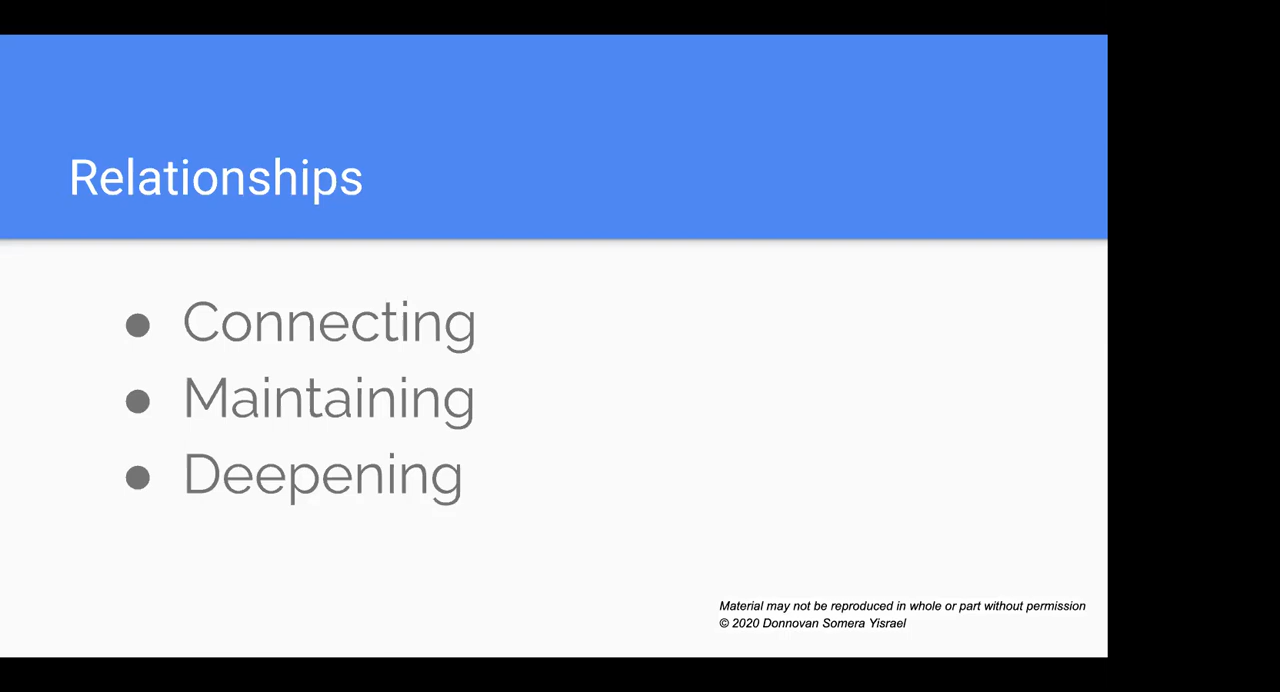 Relationships
● Connecting
● Maintaining
● Deepening
Material may not be reproduced in whole or part without permission
© 2020 Donnovan Somera Yisrael